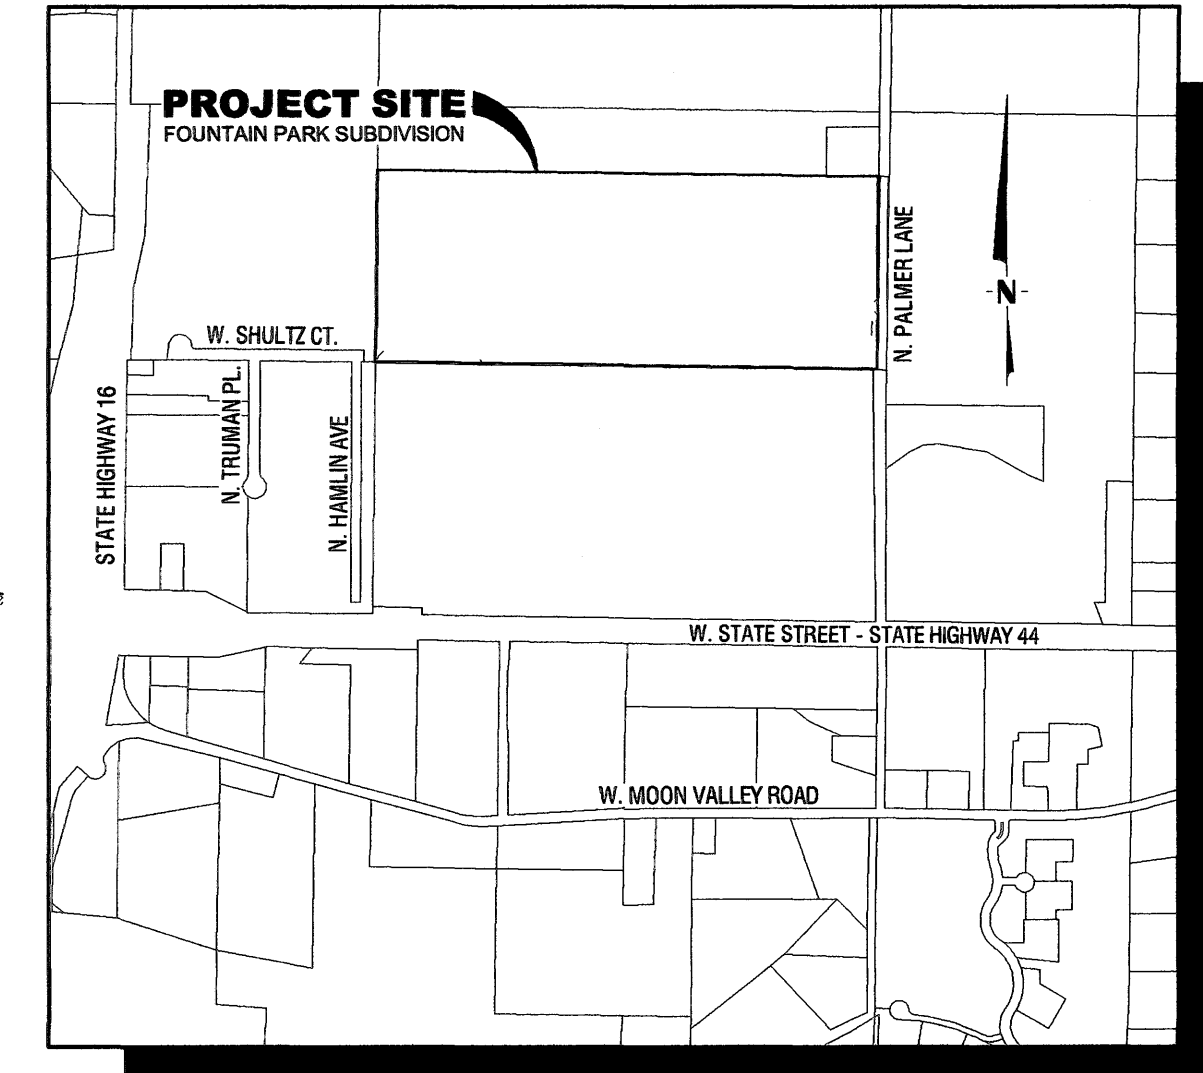 PROJECT SITE
FOUNTAIN PARK SUBDIVISION
N. PALMER LANE
N
W. SHULTZ CT.
STATE HIGHWAY 16
N. TRUMAN PL.
N. HAMLIN AVE
W. STATE STREET - STATE HIGHWAY 44
W. MOON VALLEY ROAD